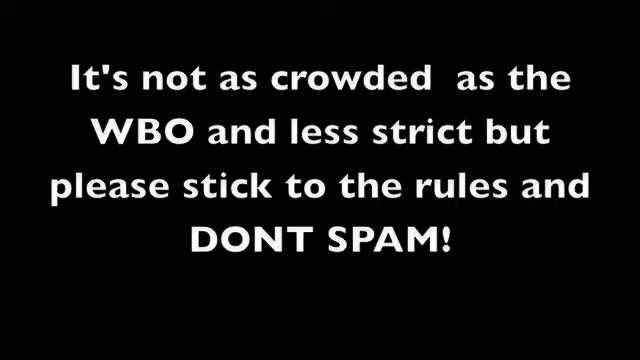 It's not as crowded  as the
WBO and less strict but
please stick to the rules and
DONT SPAM!